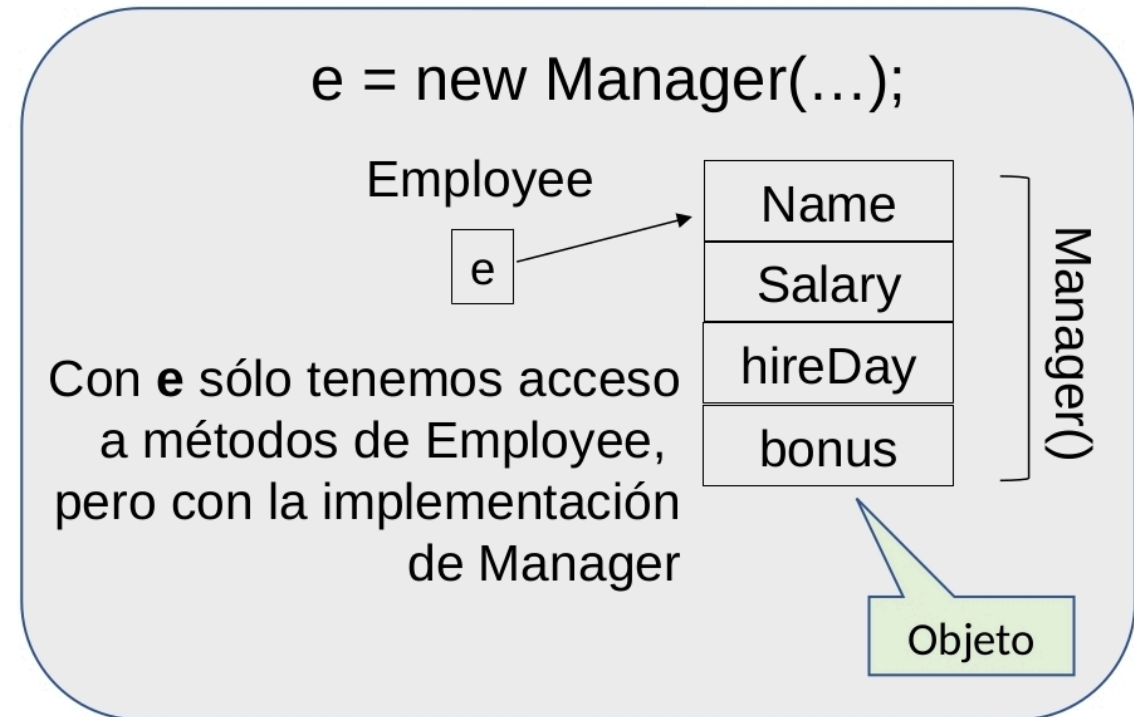 e = new Manager(…);
Employee
e
Name
Salary
hireDay
bonus
Manager()
Con e sólo tenemos acceso
a métodos de Employee,
pero con la implementación
de Manager
Objeto